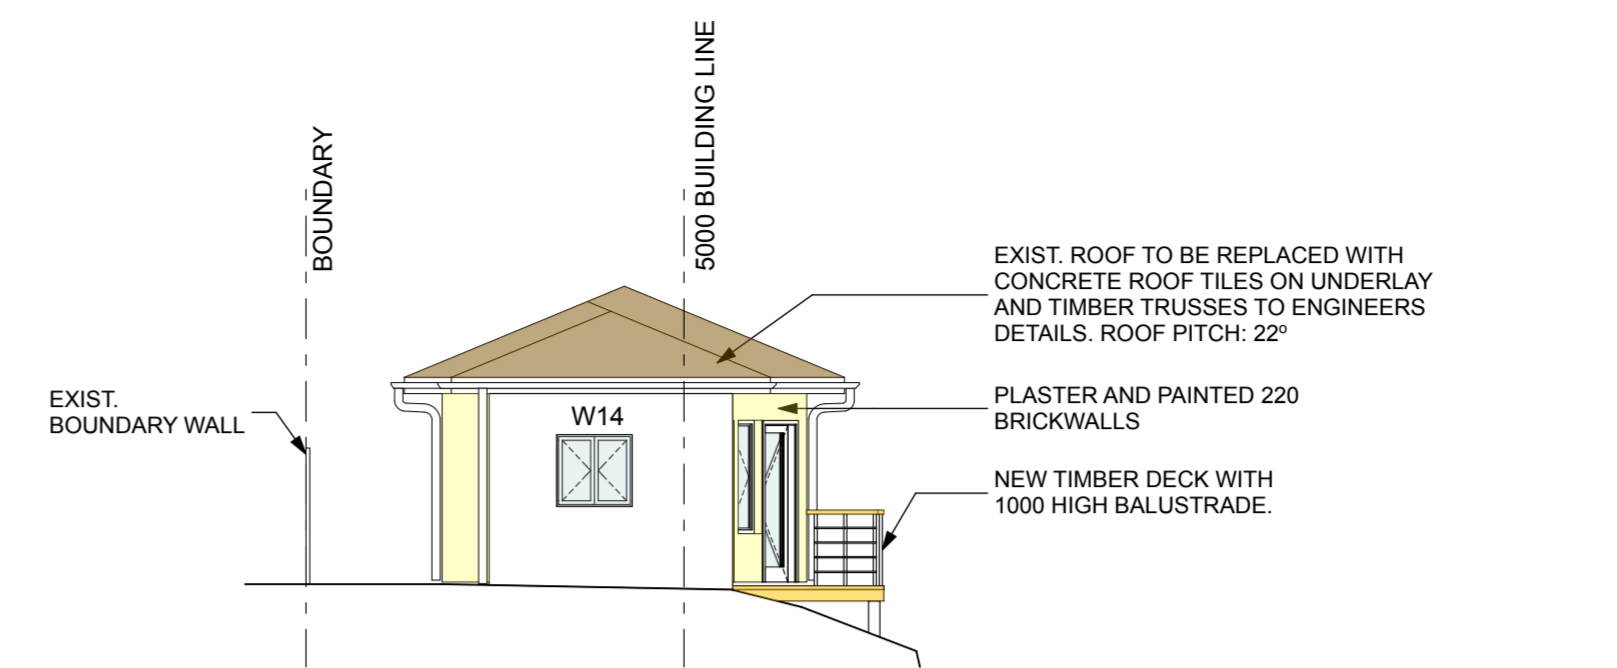 BOUNDARY
5000 BUILDING LINE
EXIST. ROOF TO BE REPLACED WITH
CONCRETE ROOF TILES ON UNDERLAY
AND TIMBER TRUSSES TO ENGINEERS
DETAILS. ROOF PITCH: 22º
EXIST.
BOUNDARY WALL
W14
PLASTER AND PAINTED 220
BRICKWALLS
NEW TIMBER DECK WITH
1000 HIGH BALUSTRADE.